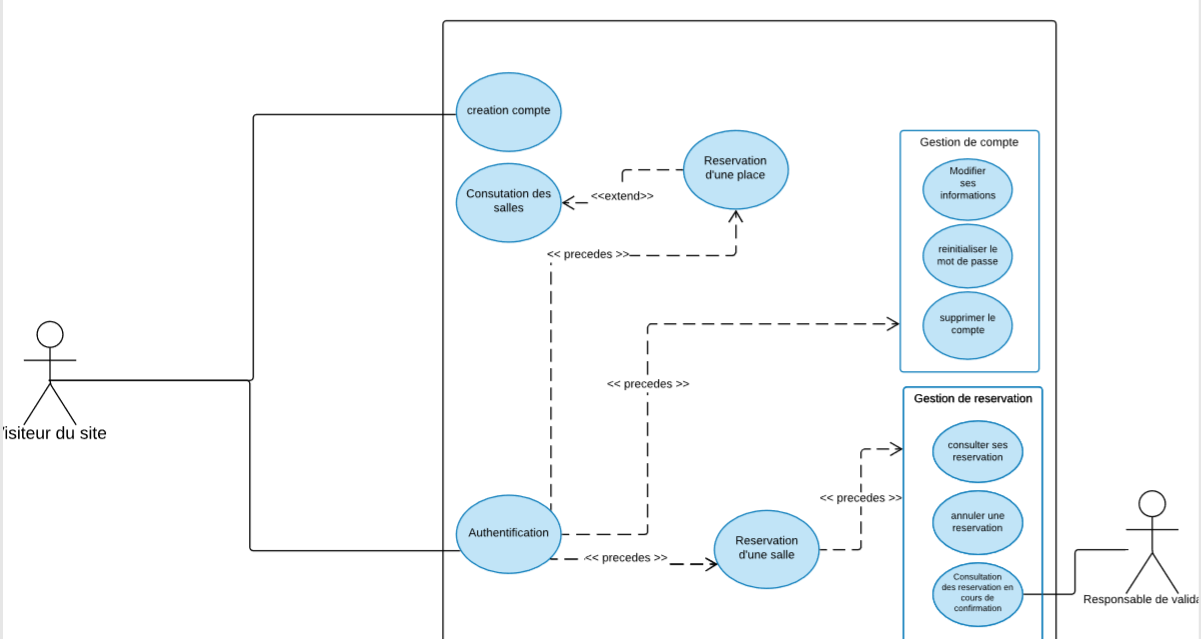 creation compte
Consutation des
salles
Reservation
d'une place
<<extend>>
<< precedes >>
Gestion de compte
Modifier
ses
informations
reinitialiser le
mot de passe
supprimer le
compte
<< precedes >>
isiteur du site
Gestion de reservation
consulter ses
reservation
<< precedes >>
annuler une
reservation
Authentification
<< precedes >>
Reservation
d'une salle
Consultation
des reservation en
cours de
confirmation
Responsable de valida